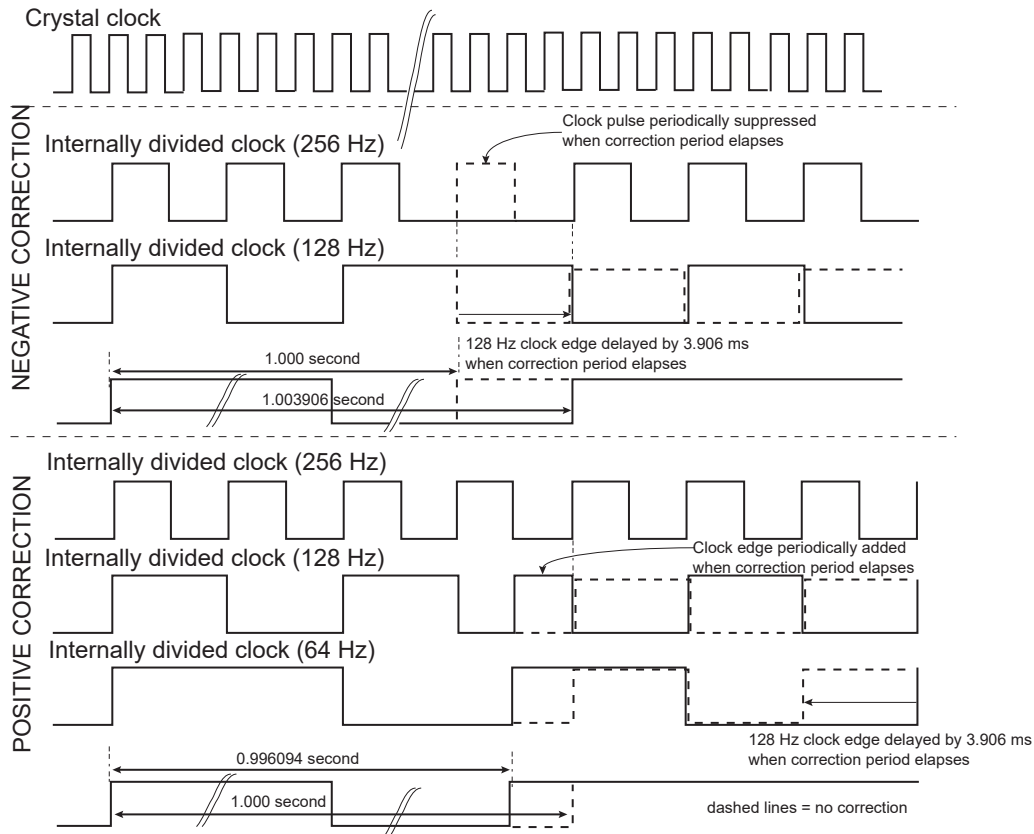 Crystal clock
NEGATIVE CORRECTION
Clock pulse periodically suppressed
when correction period elapses
Internally divided clock (256 Hz)
Internally divided clock (128 Hz)
128 Hz clock edge delayed by 3.906 ms
when correction period elapses
1.000 second
1.003906 second
POSITIVE CORRECTION
Internally divided clock (256 Hz)
Internally divided clock (128 Hz)
Clock edge periodically added
when correction period elapses
Internally divided clock (64 Hz)
128 Hz clock edge delayed by 3.906 ms
when correction period elapses
0.996094 second
1.000 second
dashed lines = no correction